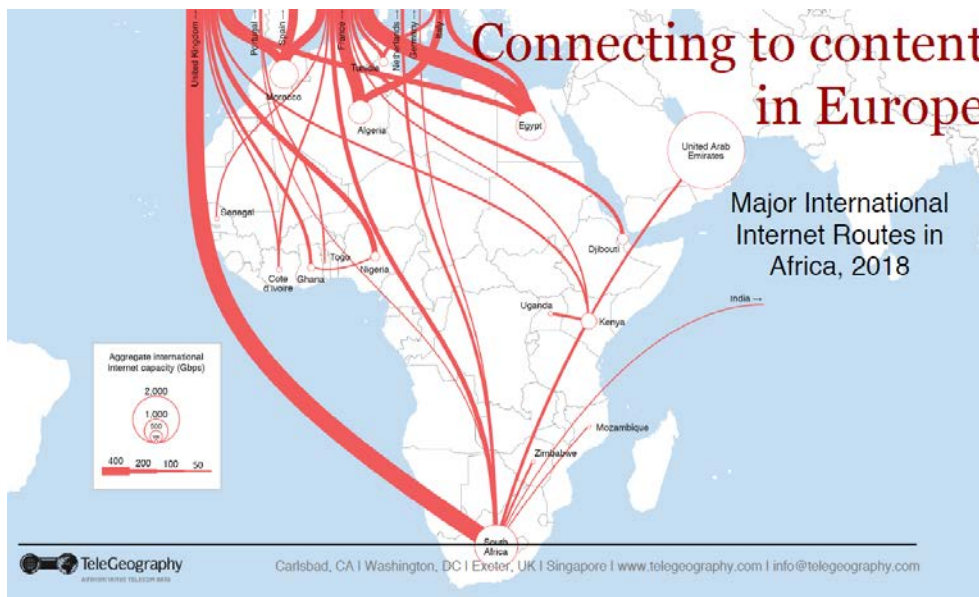 Connecting to content
in Europe
Major International
Internet Routes in
Africa, 2018
United Kingdom →
Portugal →
Spain →
France →
Netherlands →
Germany →
Italy
Tunisia
Morocco
Algeria
Egypt
United Arab
Emirates
Senegal
Cote
d'Ivoire
Ghana
Togo
Nigeria
Djibouti
Uganda
Kenya
India →
Mozambique
Zimbabwe
South
Africa
Aggregate international
Internet capacity (Gbps)
2,000
1,000
500
400 200 100 50
TeleGeography
AUTHORITATIVE TELECOM DATA
Carlsbad, CA I Washington, DC I Exeter, UK I Singapore I www.telegeography.com I info@telegeography.com